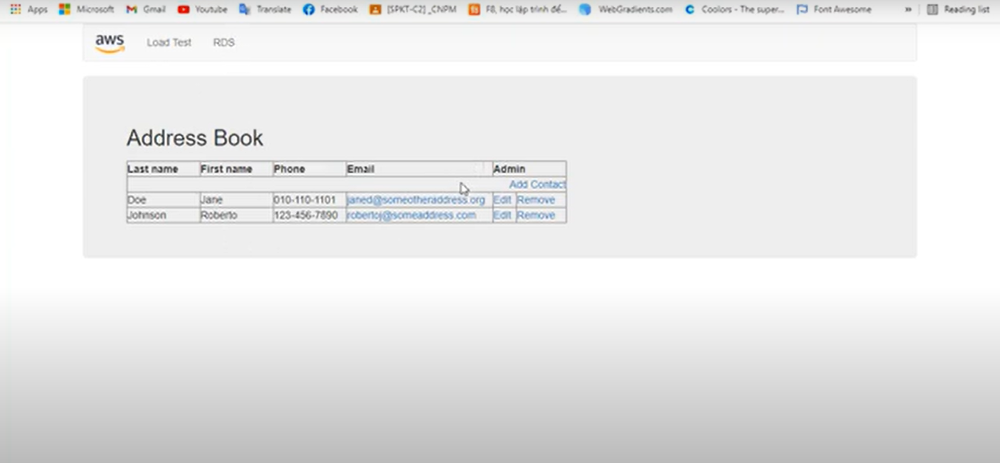 Apps Microsoft Gmail Youtube Translate Facebook [SPKT-C2] _CNPM F8, học lập trình để... WebGradients.com Coolors - The super... Font Awesome » Reading list
aws Load Test RDS
Address Book
Last name First name Phone Email Admin
Add Contact
Doe Jane 010-110-1101 janed@someotheraddress.org Edit Remove
Johnson Roberto 123-456-7890 robertoj@someaddress.com Edit Remove